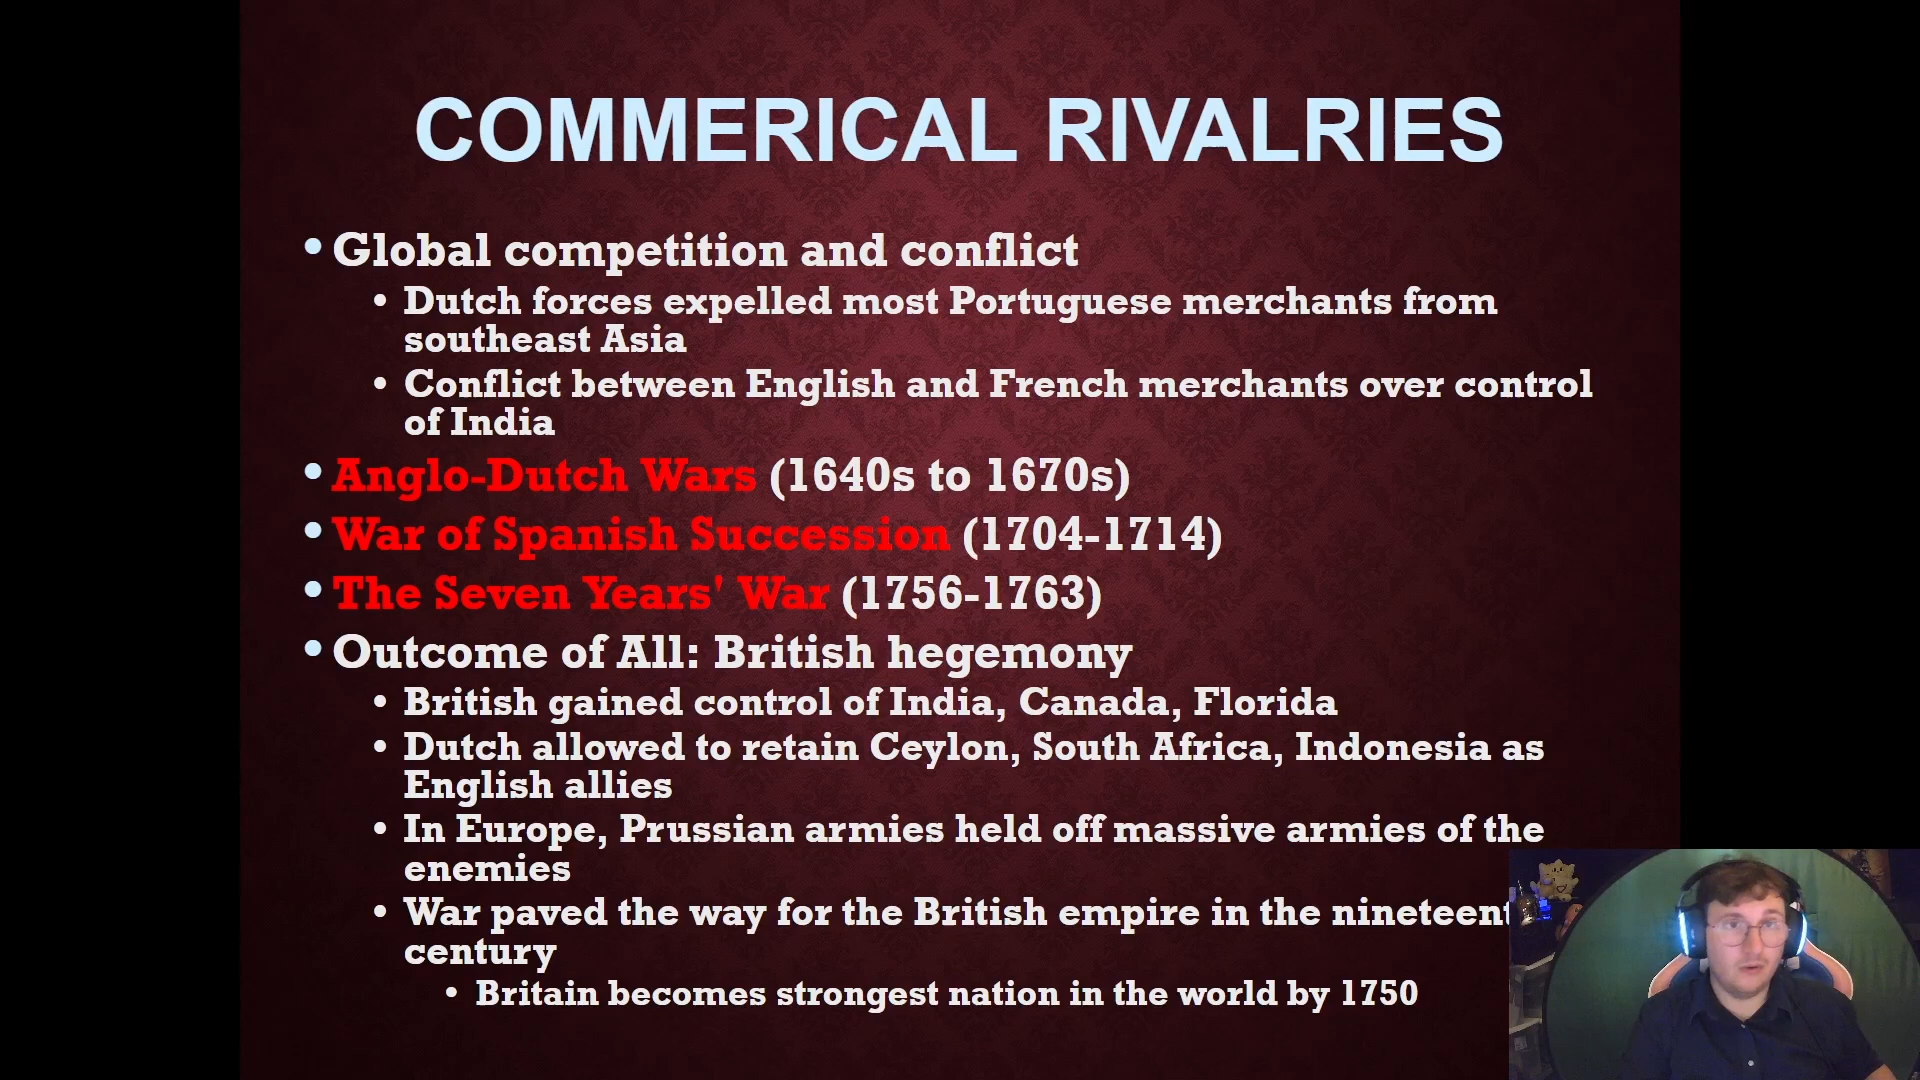 COMMERICAL RIVALRIES
• Global competition and conflict
• Dutch forces expelled most Portuguese merchants from
southeast Asia
• Conflict between English and French merchants over control
of India
• Anglo-Dutch Wars (1640s to 1670s)
• War of Spanish Succession (1704-1714)
• The Seven Years' War (1756-1763)
• Outcome of All: British hegemony
• British gained control of India, Canada, Florida
• Dutch allowed to retain Ceylon, South Africa, Indonesia as
English allies
• In Europe, Prussian armies held off massive armies of the
enemies
• War paved the way for the British empire in the nineteent
century
• Britain becomes strongest nation in the world by 1750